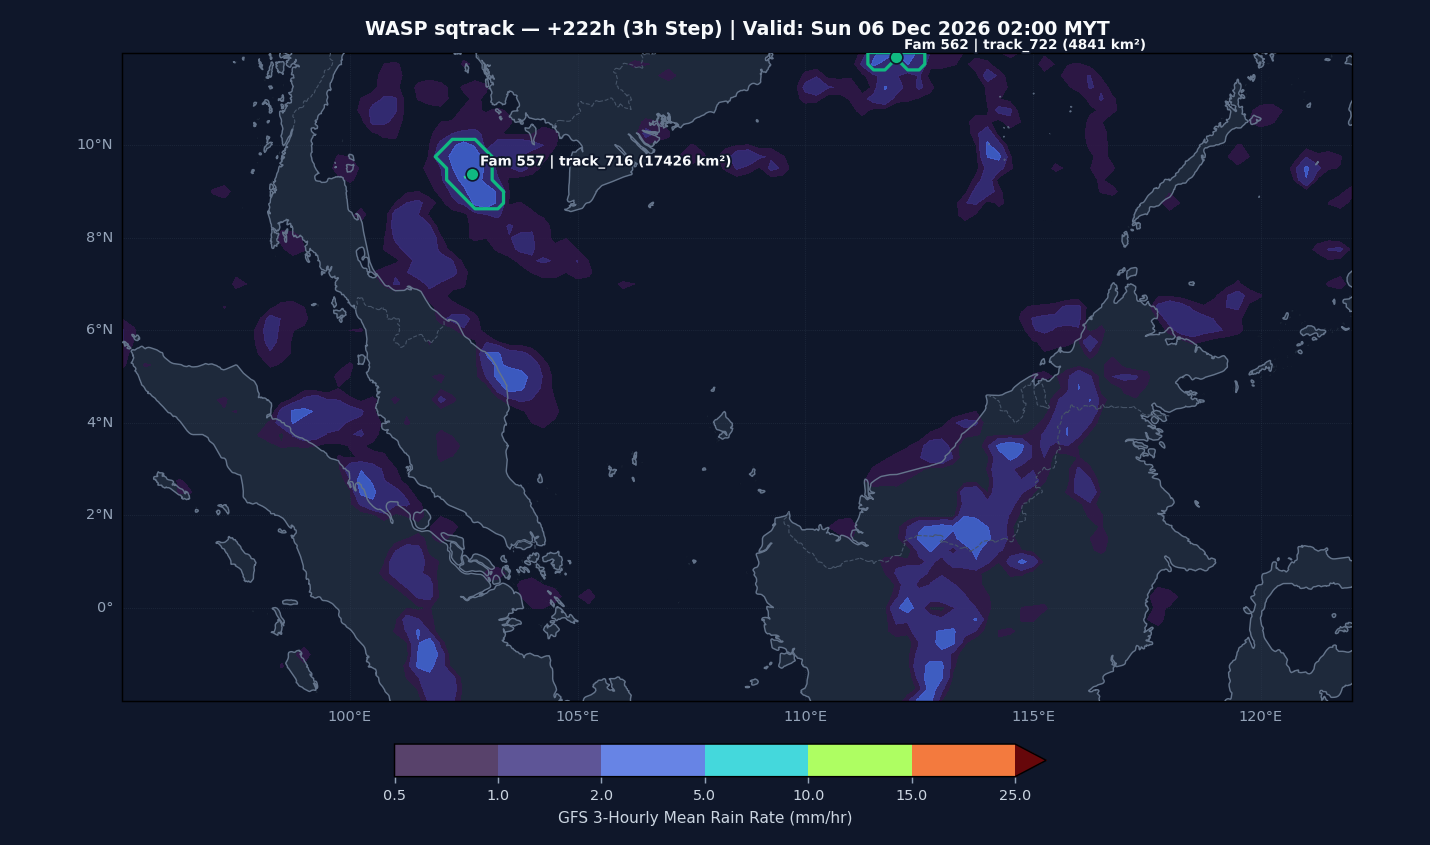 WASP sqtrack — +222h (3h Step) | Valid: Sun 06 Dec 2026 02:00 MYT
Fam 562 | track_722 (4841 km²)
Fam 557 | track_716 (17426 km²)
10°N
8°N
6°N
4°N
2°N
0°
100°E 105°E 110°E 115°E 120°E
0.5 1.0 2.0 5.0 10.0 15.0 25.0
GFS 3-Hourly Mean Rain Rate (mm/hr)